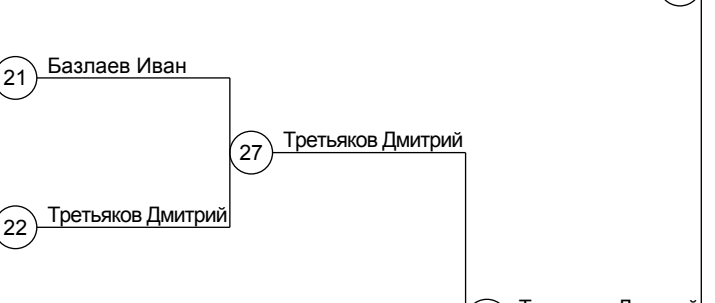 21 Базлаев Иван
27 Третьяков Дмитрий
22 Третьяков Дмитрий